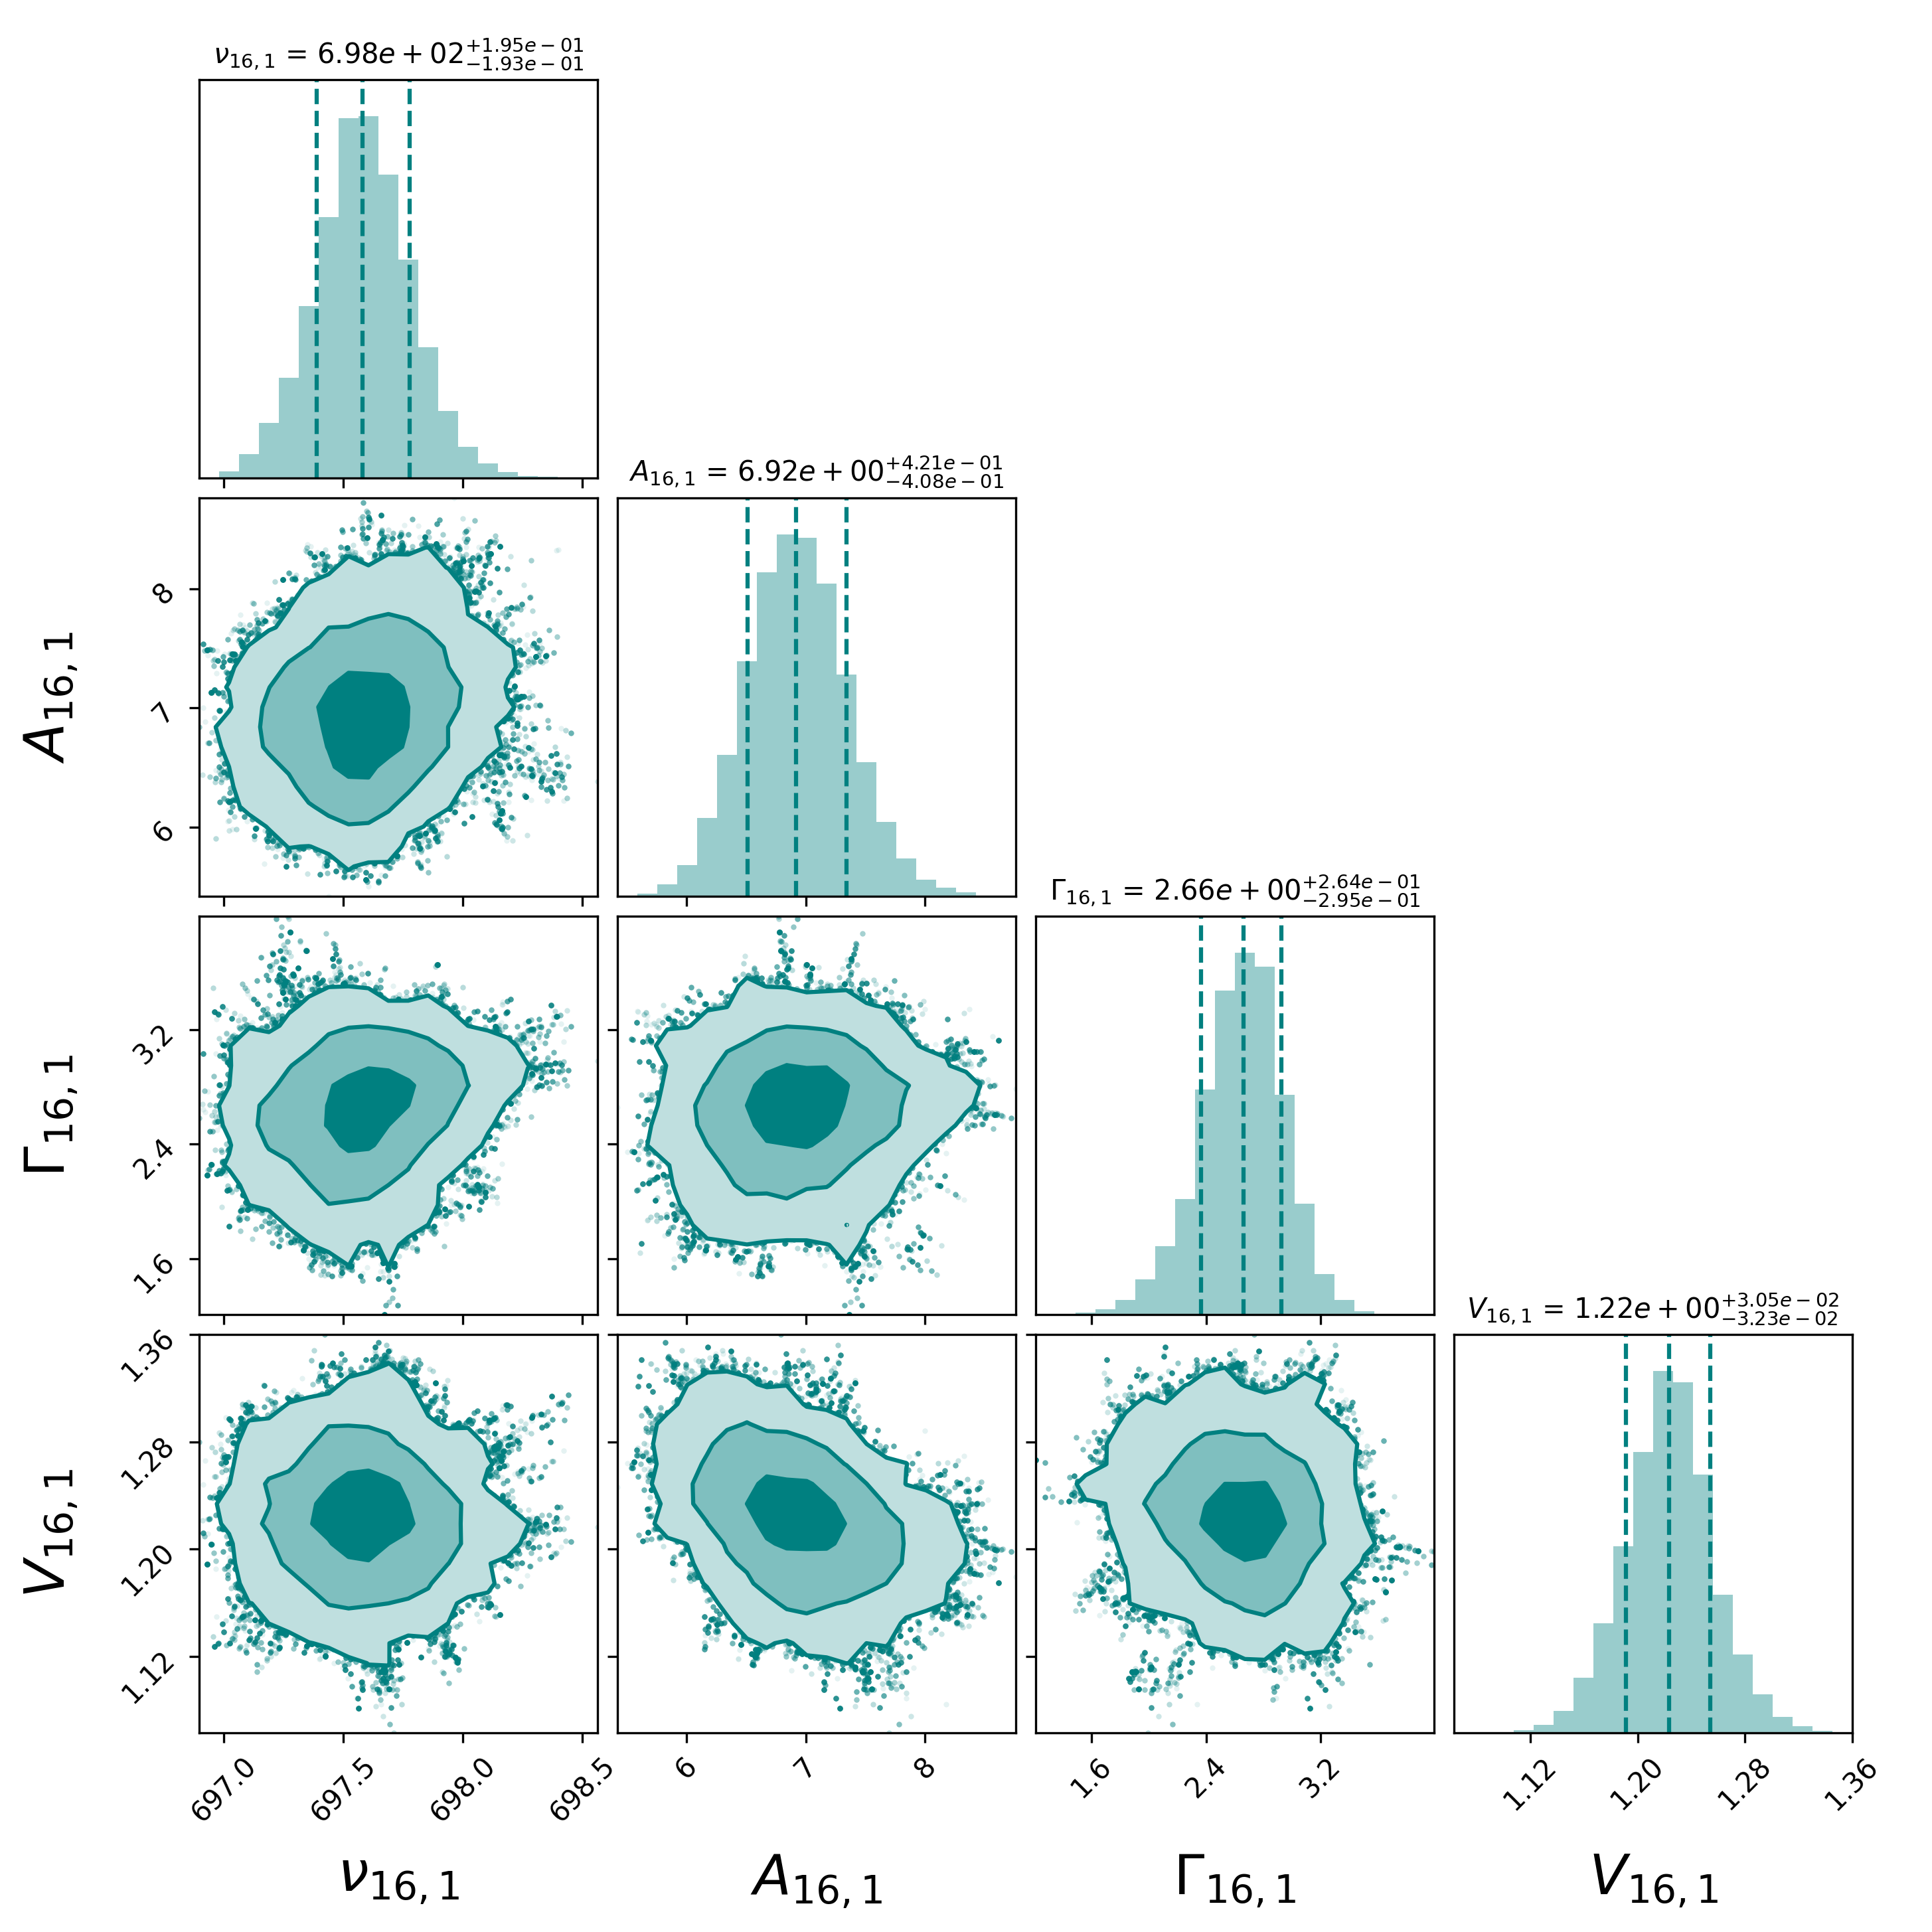 ν16,1 = 6.98e + 02 +1.95e − 01 −1.93e − 01
A16,1 = 6.92e + 00 +4.21e − 01 −4.08e − 01
8
7
6
A16,1
Γ16,1 = 2.66e + 00 +2.64e − 01 −2.95e − 01
3.2
2.4
1.6
Γ16,1
V16,1 = 1.22e + 00 +3.05e − 02 −3.23e − 02
1.36
1.28
1.20
1.12
V16,1
697.0 697.5 698.0 698.5 6 7 8 1.6 2.4 3.2 1.12 1.20 1.28 1.36
ν16,1 A16,1 Γ16,1 V16,1